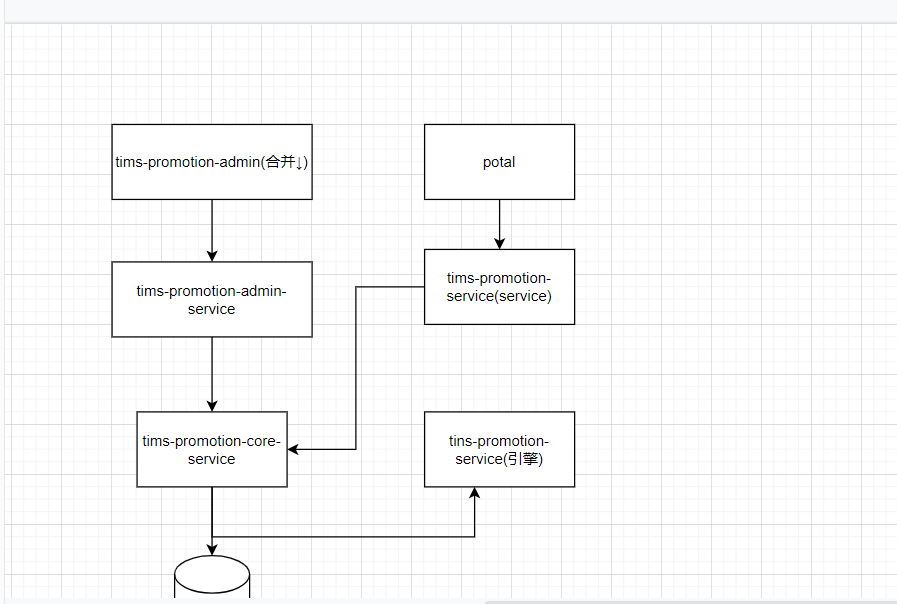 tims-promotion-admin(合并↓)
potal
tims-promotion-
service(service)
tims-promotion-admin-
service
tims-promotion-core-
service
tins-promotion-
service(引擎)